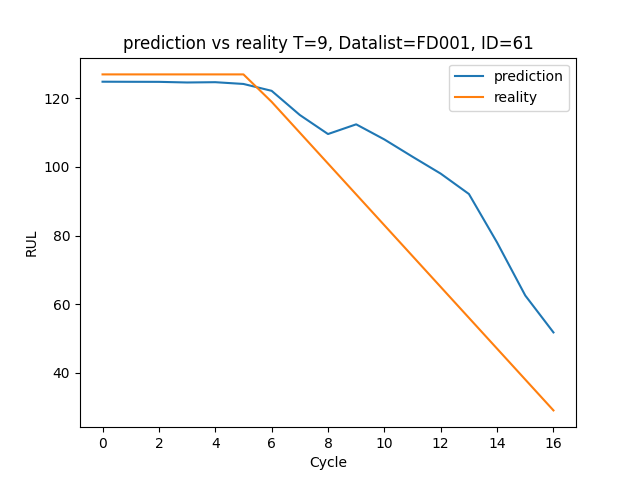 prediction vs reality T=9, Datalist=FD001, ID=61
prediction
reality
RUL
120
100
80
60
40
0 2 4 6 8 10 12 14 16
Cycle